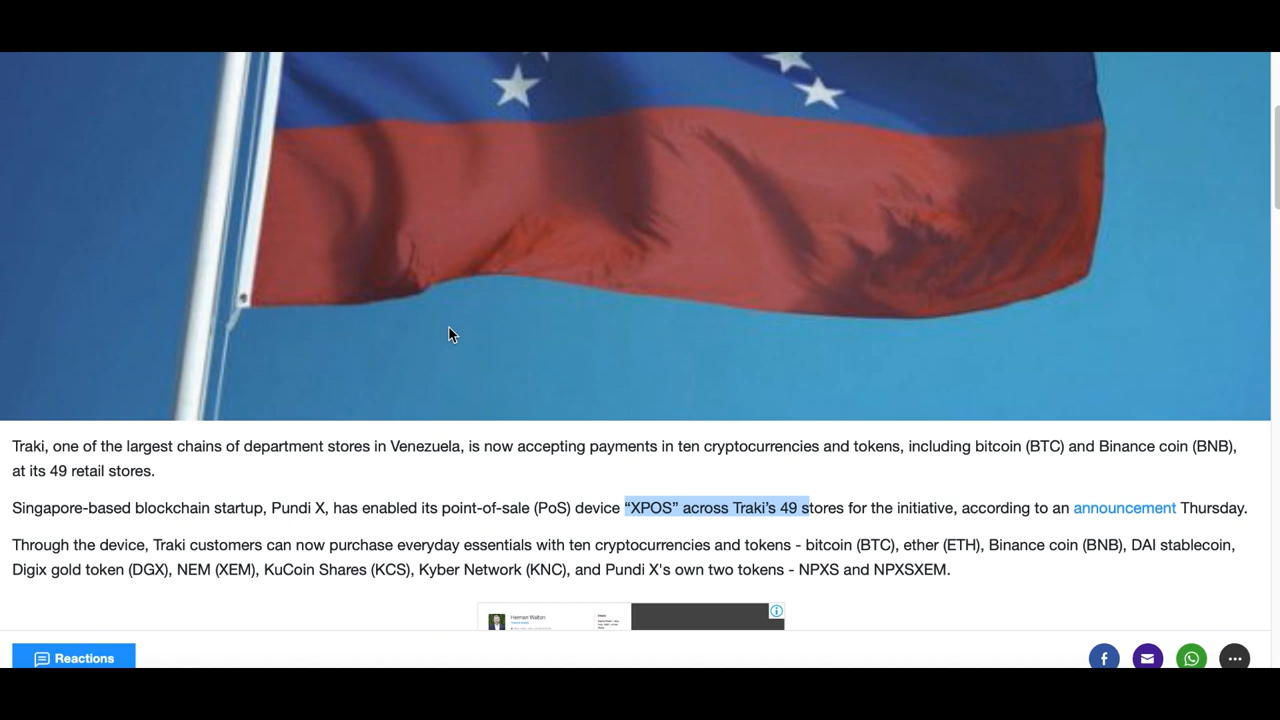 Traki, one of the largest chains of department stores in Venezuela, is now accepting payments in ten cryptocurrencies and tokens, including bitcoin (BTC) and Binance coin (BNB),
at its 49 retail stores.
Singapore-based blockchain startup, Pundi X, has enabled its point-of-sale (PoS) device “XPOS” across Traki’s 49 stores for the initiative, according to an announcement Thursday.
Through the device, Traki customers can now purchase everyday essentials with ten cryptocurrencies and tokens - bitcoin (BTC), ether (ETH), Binance coin (BNB), DAI stablecoin,
Digix gold token (DGX), NEM (XEM), KuCoin Shares (KCS), Kyber Network (KNC), and Pundi X's own two tokens - NPXS and NPXSXEM.
Herman Walton
Reactions